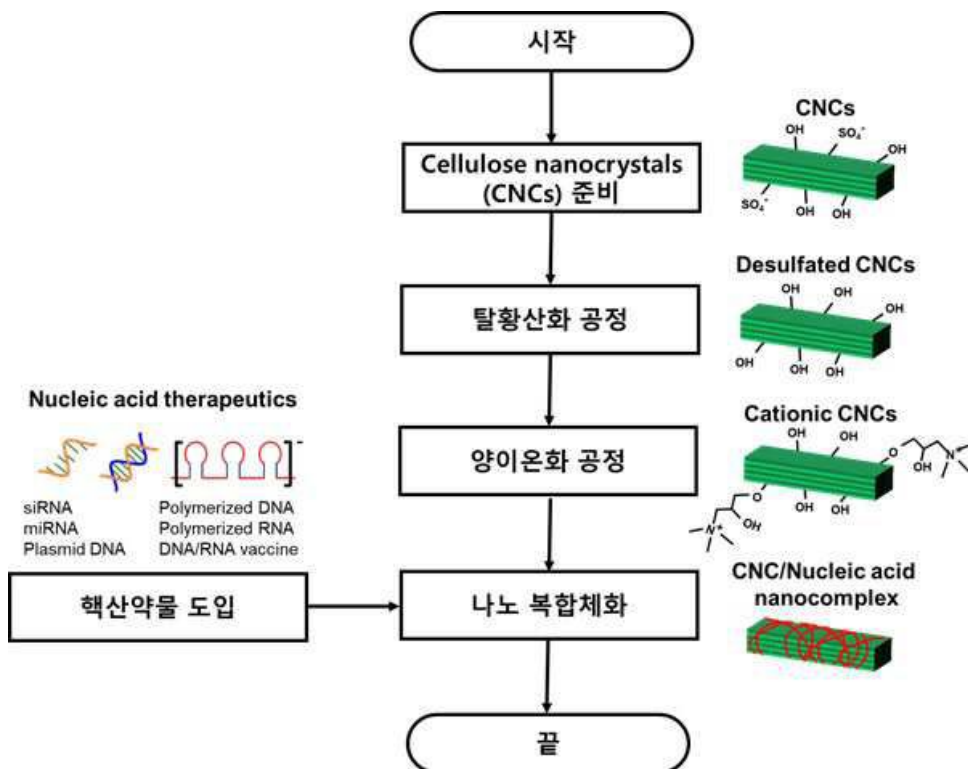 시작
CNCs
OH
SO₄⁻
OH
Cellulose nanocrystals
(CNCs) 준비
SO₄⁻
OH
OH
Desulfated CNCs
OH
OH
OH
탈황산화 공정
OH
OH
OH
Nucleic acid therapeutics
-
siRNA
Polymerized DNA
miRNA
Polymerized RNA
Plasmid DNA
DNA/RNA vaccine
Cationic CNCs
OH
OH
O
OH
N⁺
양이온화 공정
O
OH
OH
OH
N⁺
CNC/Nucleic acid
nanocomplex
핵산약물 도입
나노 복합체화
끝